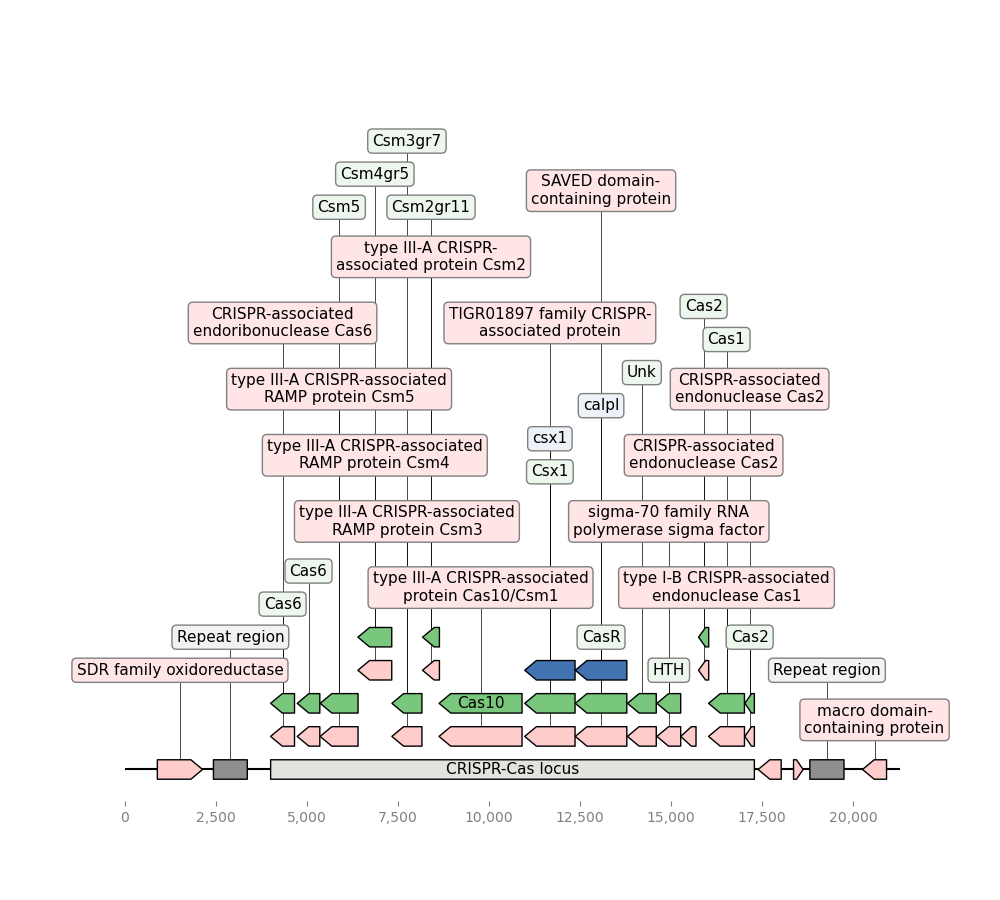 Csm3gr7
Csm4gr5
SAVED domain-
containing protein
Csm5
Csm2gr11
type III-A CRISPR-
associated protein Csm2
Cas2
CRISPR-associated
endoribonuclease Cas6
TIGR01897 family CRISPR-
associated protein
Cas1
Unk
type III-A CRISPR-associated
RAMP protein Csm5
CRISPR-associated
endonuclease Cas2
calpl
csx1
type III-A CRISPR-associated
RAMP protein Csm4
CRISPR-associated
endonuclease Cas2
Csx1
type III-A CRISPR-associated
RAMP protein Csm3
sigma-70 family RNA
polymerase sigma factor
Cas6
type III-A CRISPR-associated
protein Cas10/Csm1
type I-B CRISPR-associated
endonuclease Cas1
Cas6
Repeat region
CasR
Cas2
SDR family oxidoreductase
HTH
Repeat region
Cas10
macro domain-
containing protein
CRISPR-Cas locus
0
2,500
5,000
7,500
10,000
12,500
15,000
17,500
20,000